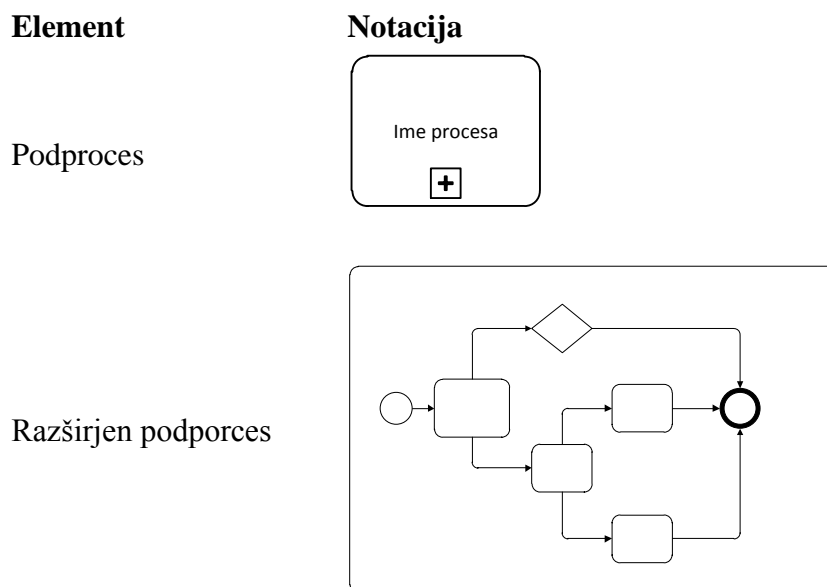 Element Notacija
Ime procesa
Podproces
Razširjen podporces